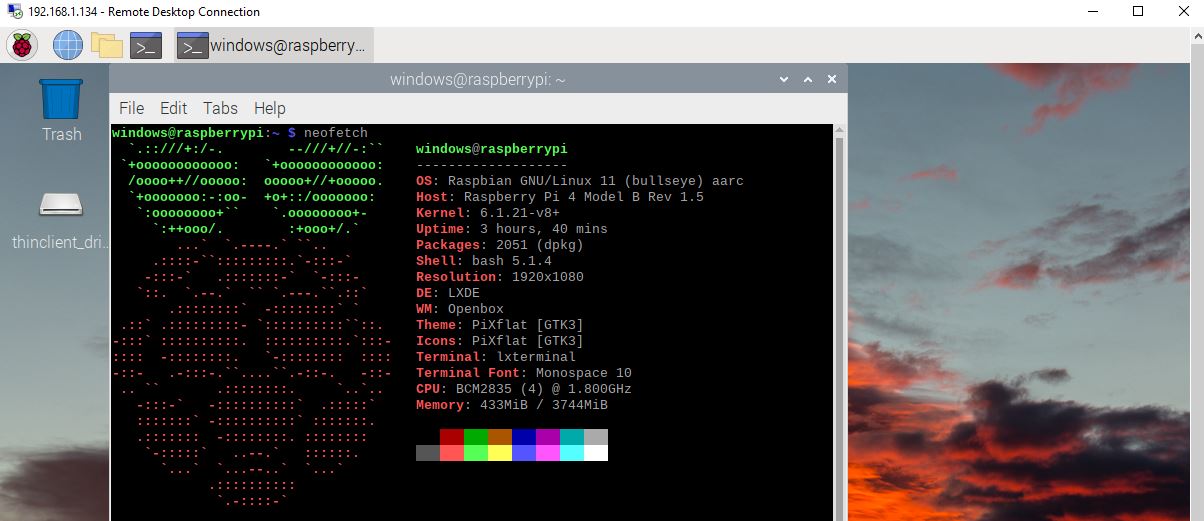 192.168.1.134 - Remote Desktop Connection
windows@raspberry...
windows@raspberrypi: ~
File Edit Tabs Help
Trash
thinclient_dri...
windows@raspberrypi:~ $ neofetch
windows@raspberrypi
-------------------
OS: Raspbian GNU/Linux 11 (bullseye) aarc
Host: Raspberry Pi 4 Model B Rev 1.5
Kernel: 6.1.21-v8+
Uptime: 3 hours, 40 mins
Packages: 2051 (dpkg)
Shell: bash 5.1.4
Resolution: 1920x1080
DE: LXDE
WM: Openbox
Theme: PiXflat [GTK3]
Icons: PiXflat [GTK3]
Terminal: lxterminal
Terminal Font: Monospace 10
CPU: BCM2835 (4) @ 1.800GHz
Memory: 433MiB / 3744MiB